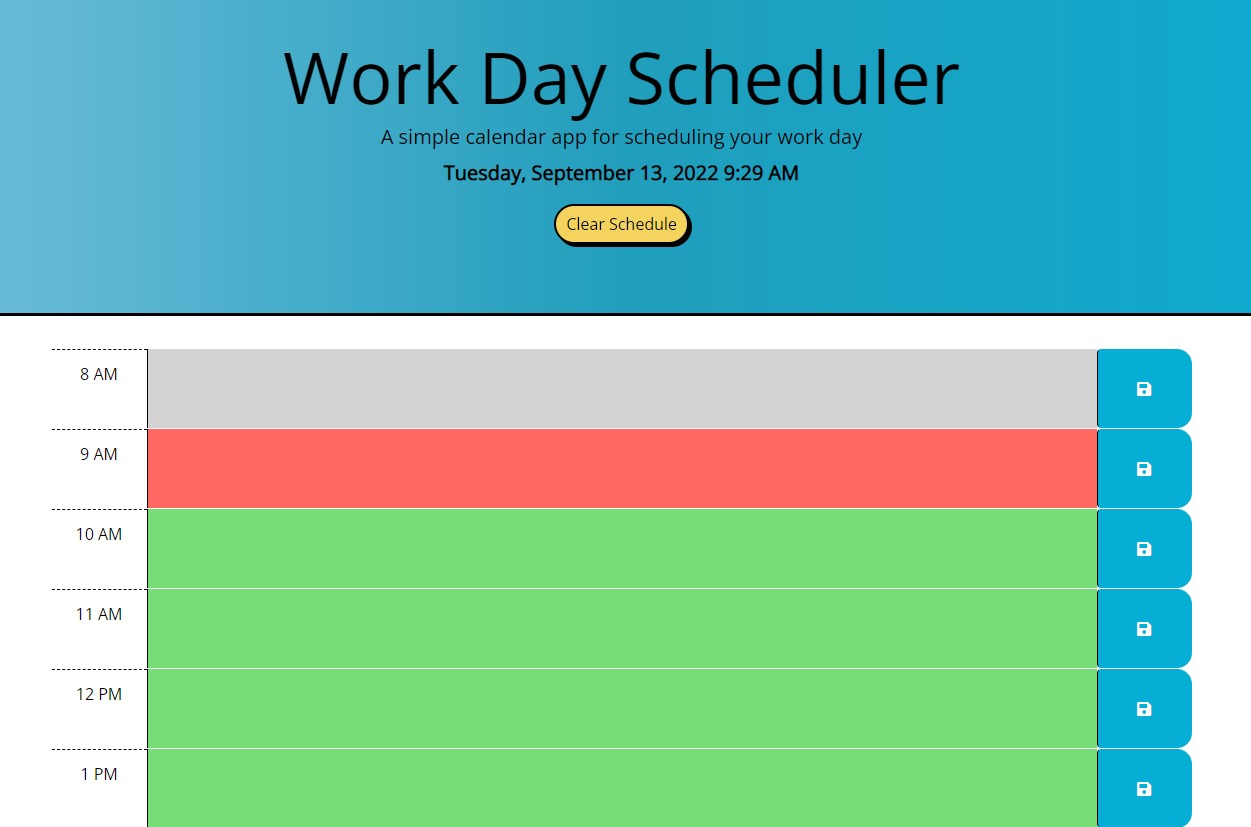 Work Day Scheduler
A simple calendar app for scheduling your work day
Tuesday, September 13, 2022 9:29 AM
Clear Schedule
8 AM
9 AM
10 AM
11 AM
12 PM
1 PM